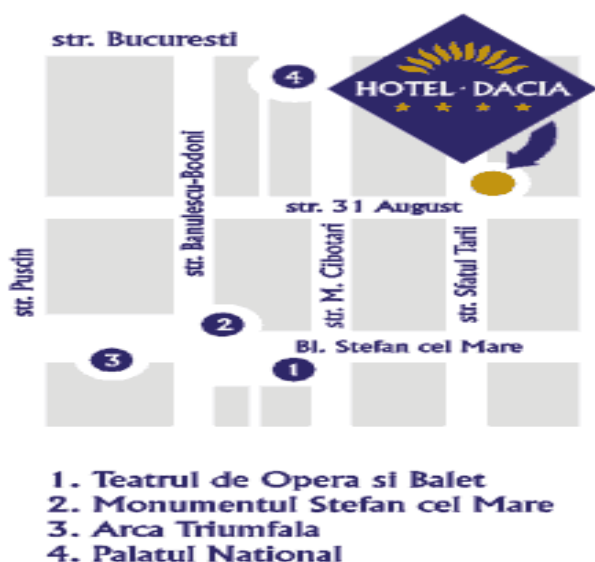 str. Bucuresti
4
HOTEL · DACIA
str. Banulescu-Bodoni
str. 31 August
str. Puscin
str. M. Cibotari
str. Sfatul Tarii
2
Bl. Stefan cel Mare
3
1
1. Teatrul de Opera si Balet
2. Monumentul Stefan cel Mare
3. Arca Triumfala
4. Palatul National